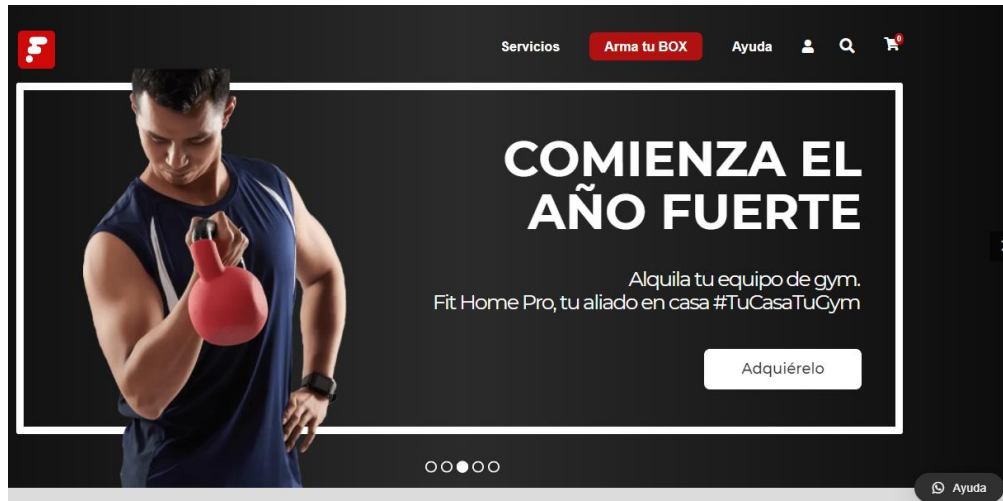 Servicios
Arma tu BOX
Ayuda
0
COMIENZA EL
AÑO FUERTE
Alquila tu equipo de gym.
Fit Home Pro, tu aliado en casa #TuCasaTuGym
Adquiérelo
Ayuda